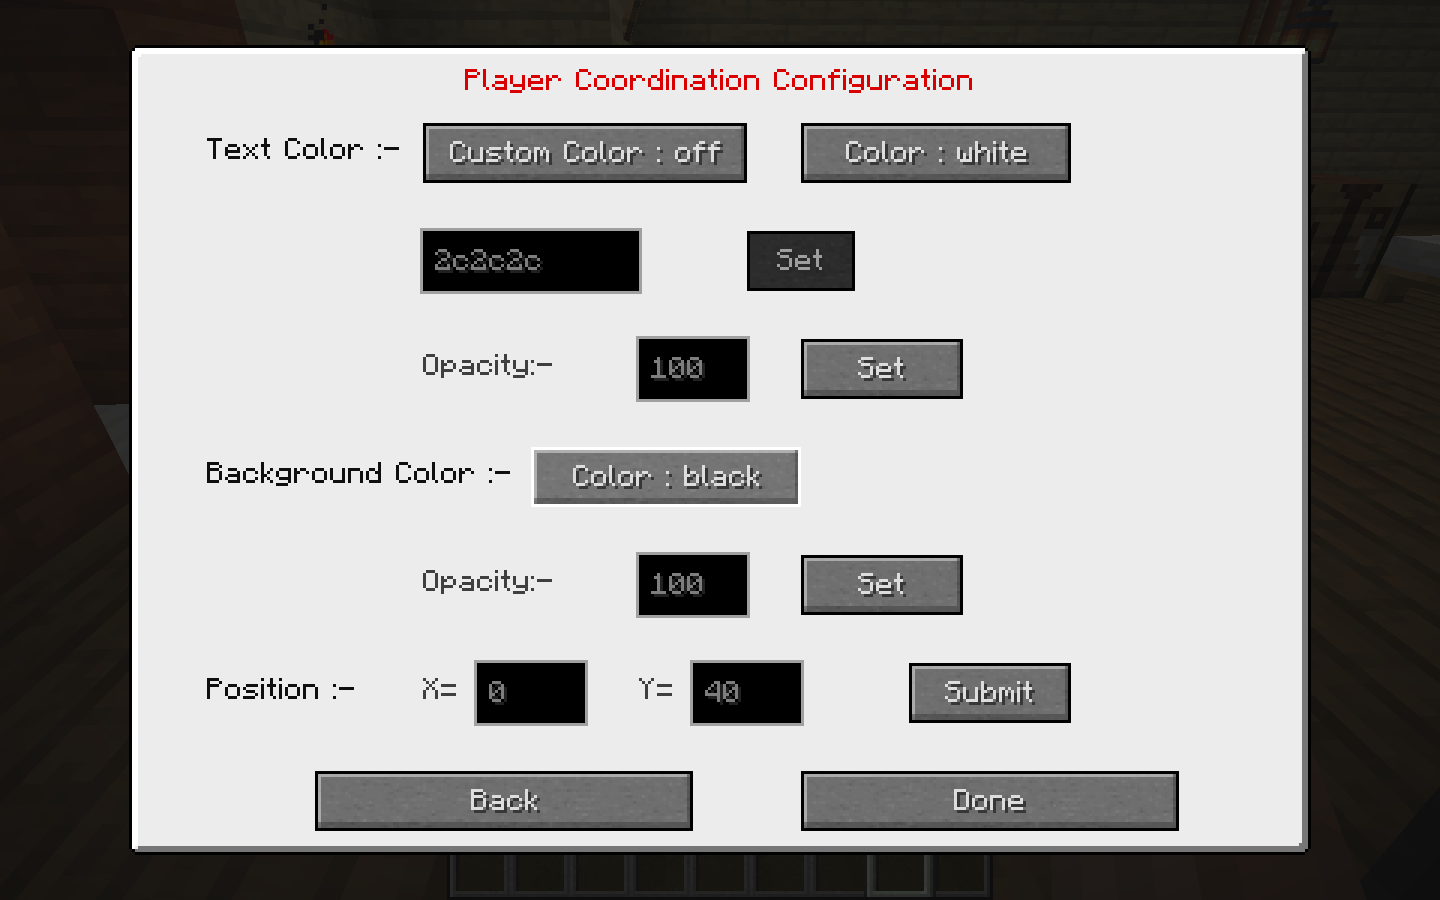 Player Coordination Configuration
Text Color :- Custom Color : off Color : white
2c2c2c Set
Opacity:- 100 Set
Background Color :- Color : black
Opacity:- 100 Set
Position :- X= 0 Y= 40 Submit
Back Done